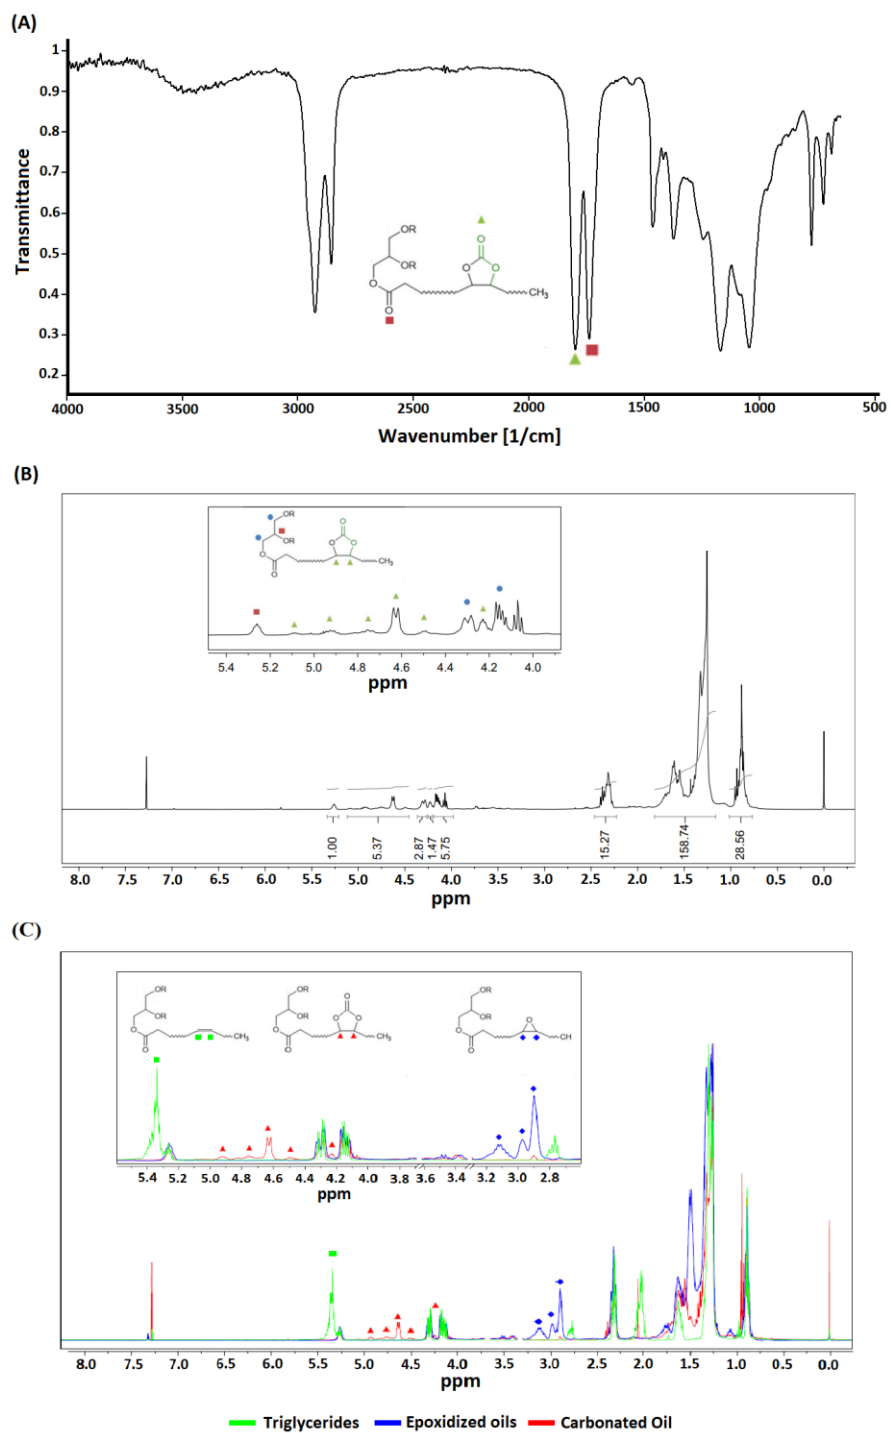 (A)
1
0.9
0.8
0.7
0.6
0.5
0.4
0.3
0.2
Transmittance
OR
OR
O
O
O
O
O
CH3
4000 3500 3000 2500 2000 1500 1000 500
Wavenumber [1/cm]
(B)
OR
OR
O
O
O
O
O
CH3
5.4 5.2 5.0 4.8 4.6 4.4 4.2 4.0
ppm
1.00 5.37 2.87 1.47 5.75 15.27 158.74 28.56
8.0 7.5 7.0 6.5 6.0 5.5 5.0 4.5 4.0 3.5 3.0 2.5 2.0 1.5 1.0 0.5 0.0
ppm
(C)
OR
OR
O
O
CH3
OR
OR
O
O
O
O
O
CH3
OR
OR
O
O
O
CH
5.4 5.2 5.0 4.8 4.6 4.4 4.2 4.0 3.8 3.6 3.4 3.2 3.0 2.8
ppm
8.0 7.5 7.0 6.5 6.0 5.5 5.0 4.5 4.0 3.5 3.0 2.5 2.0 1.5 1.0 0.5 0.0
ppm
Triglycerides Epoxidized oils Carbonated Oil